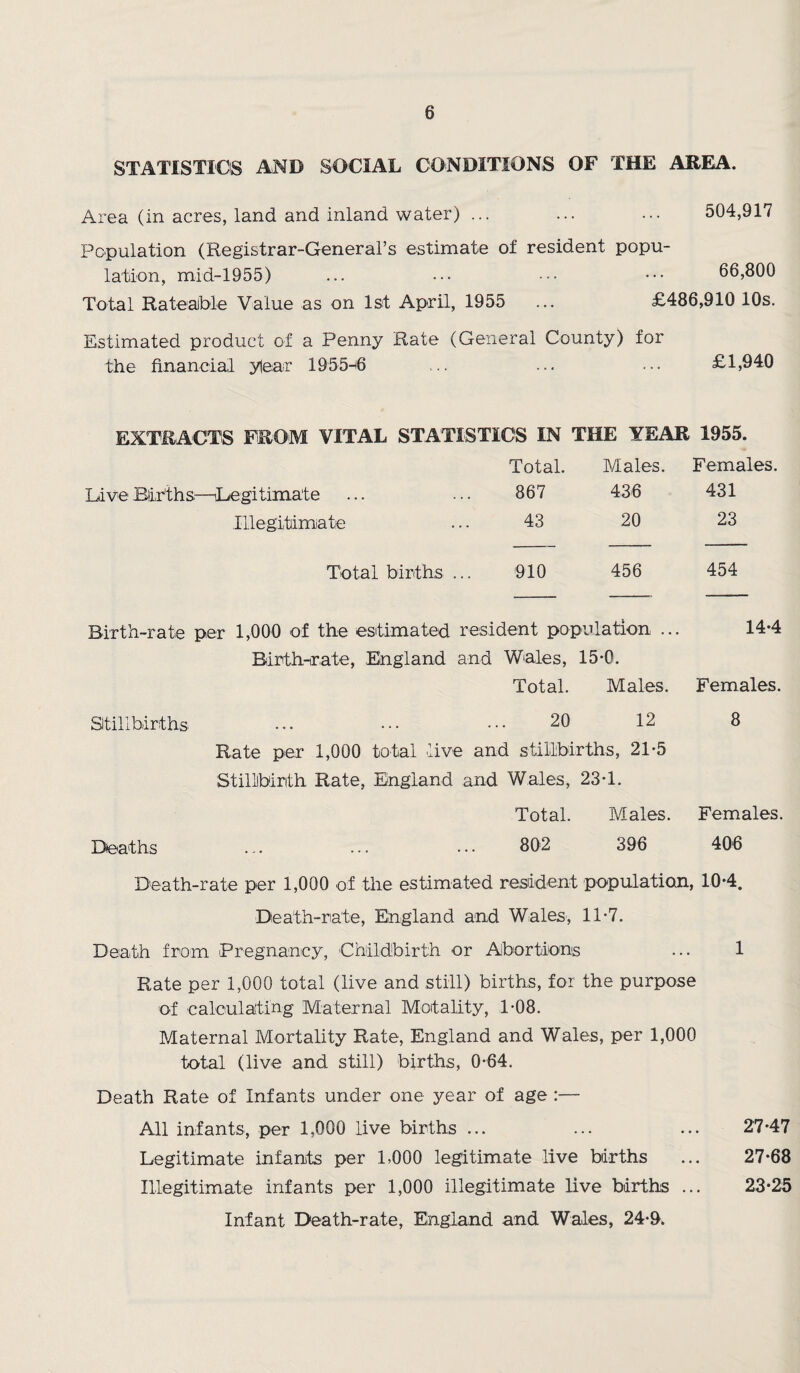 6
STATISTICS AND SOCIAL CONDITIONS OF THE AREA.
Area (in acres, land and inland water) ... ... ... 504,917
Population (Registrar-General's estimate of resident popu-
lation, mid-1955) ... ... ... ... 66,800
Total Rateable Value as on 1st April, 1955 ... £486,910 10s.
Estimated product of a Penny Rate (General County) for
the financial year 1955-6 ... ... ... £1,940
EXTRACTS FROM VITAL STATISTICS IN THE YEAR 1955.
Total. Males. Females.
Live Births—Legitimate ... ... 867 436 431
Illegitimate ... 43 20 23
Total births ... 910 456 454
Birth-rate per 1,000 of the estimated resident population ... 14·4
Birth-rate, England and Wales, 15·0.
Total. Males. Females.
Stillbirths ... ... ... 20 12 8
Rate per 1,000 total live and stillbirths, 21·5
Stillbirth Rate, England and Wales, 23·1.
Total. Males. Females.
Deaths ... ... ... 802 396 406
Death-rate per 1,000 of the estimated resident population, 10·4.
Death-rate, England and Wales, 11·7.
Death from Pregnancy, Childbirth or Abortions ... 1
Rate per 1,000 total (live and still) births, for the purpose
of calculating Maternal Motality, 1·08.
Maternal Mortality Rate, England and Wales, per 1,000
total (live and still) births, 0·64.
Death Rate of Infants under one year of age :—
All infants, per 1,000 live births ... ... ... 27·47
Legitimate infants per 1,000 legitimate live births ... 27·68
Illegitimate infants per 1,000 illegitimate live births ... 23·25
Infant Death-rate, England and Wales, 24·9.